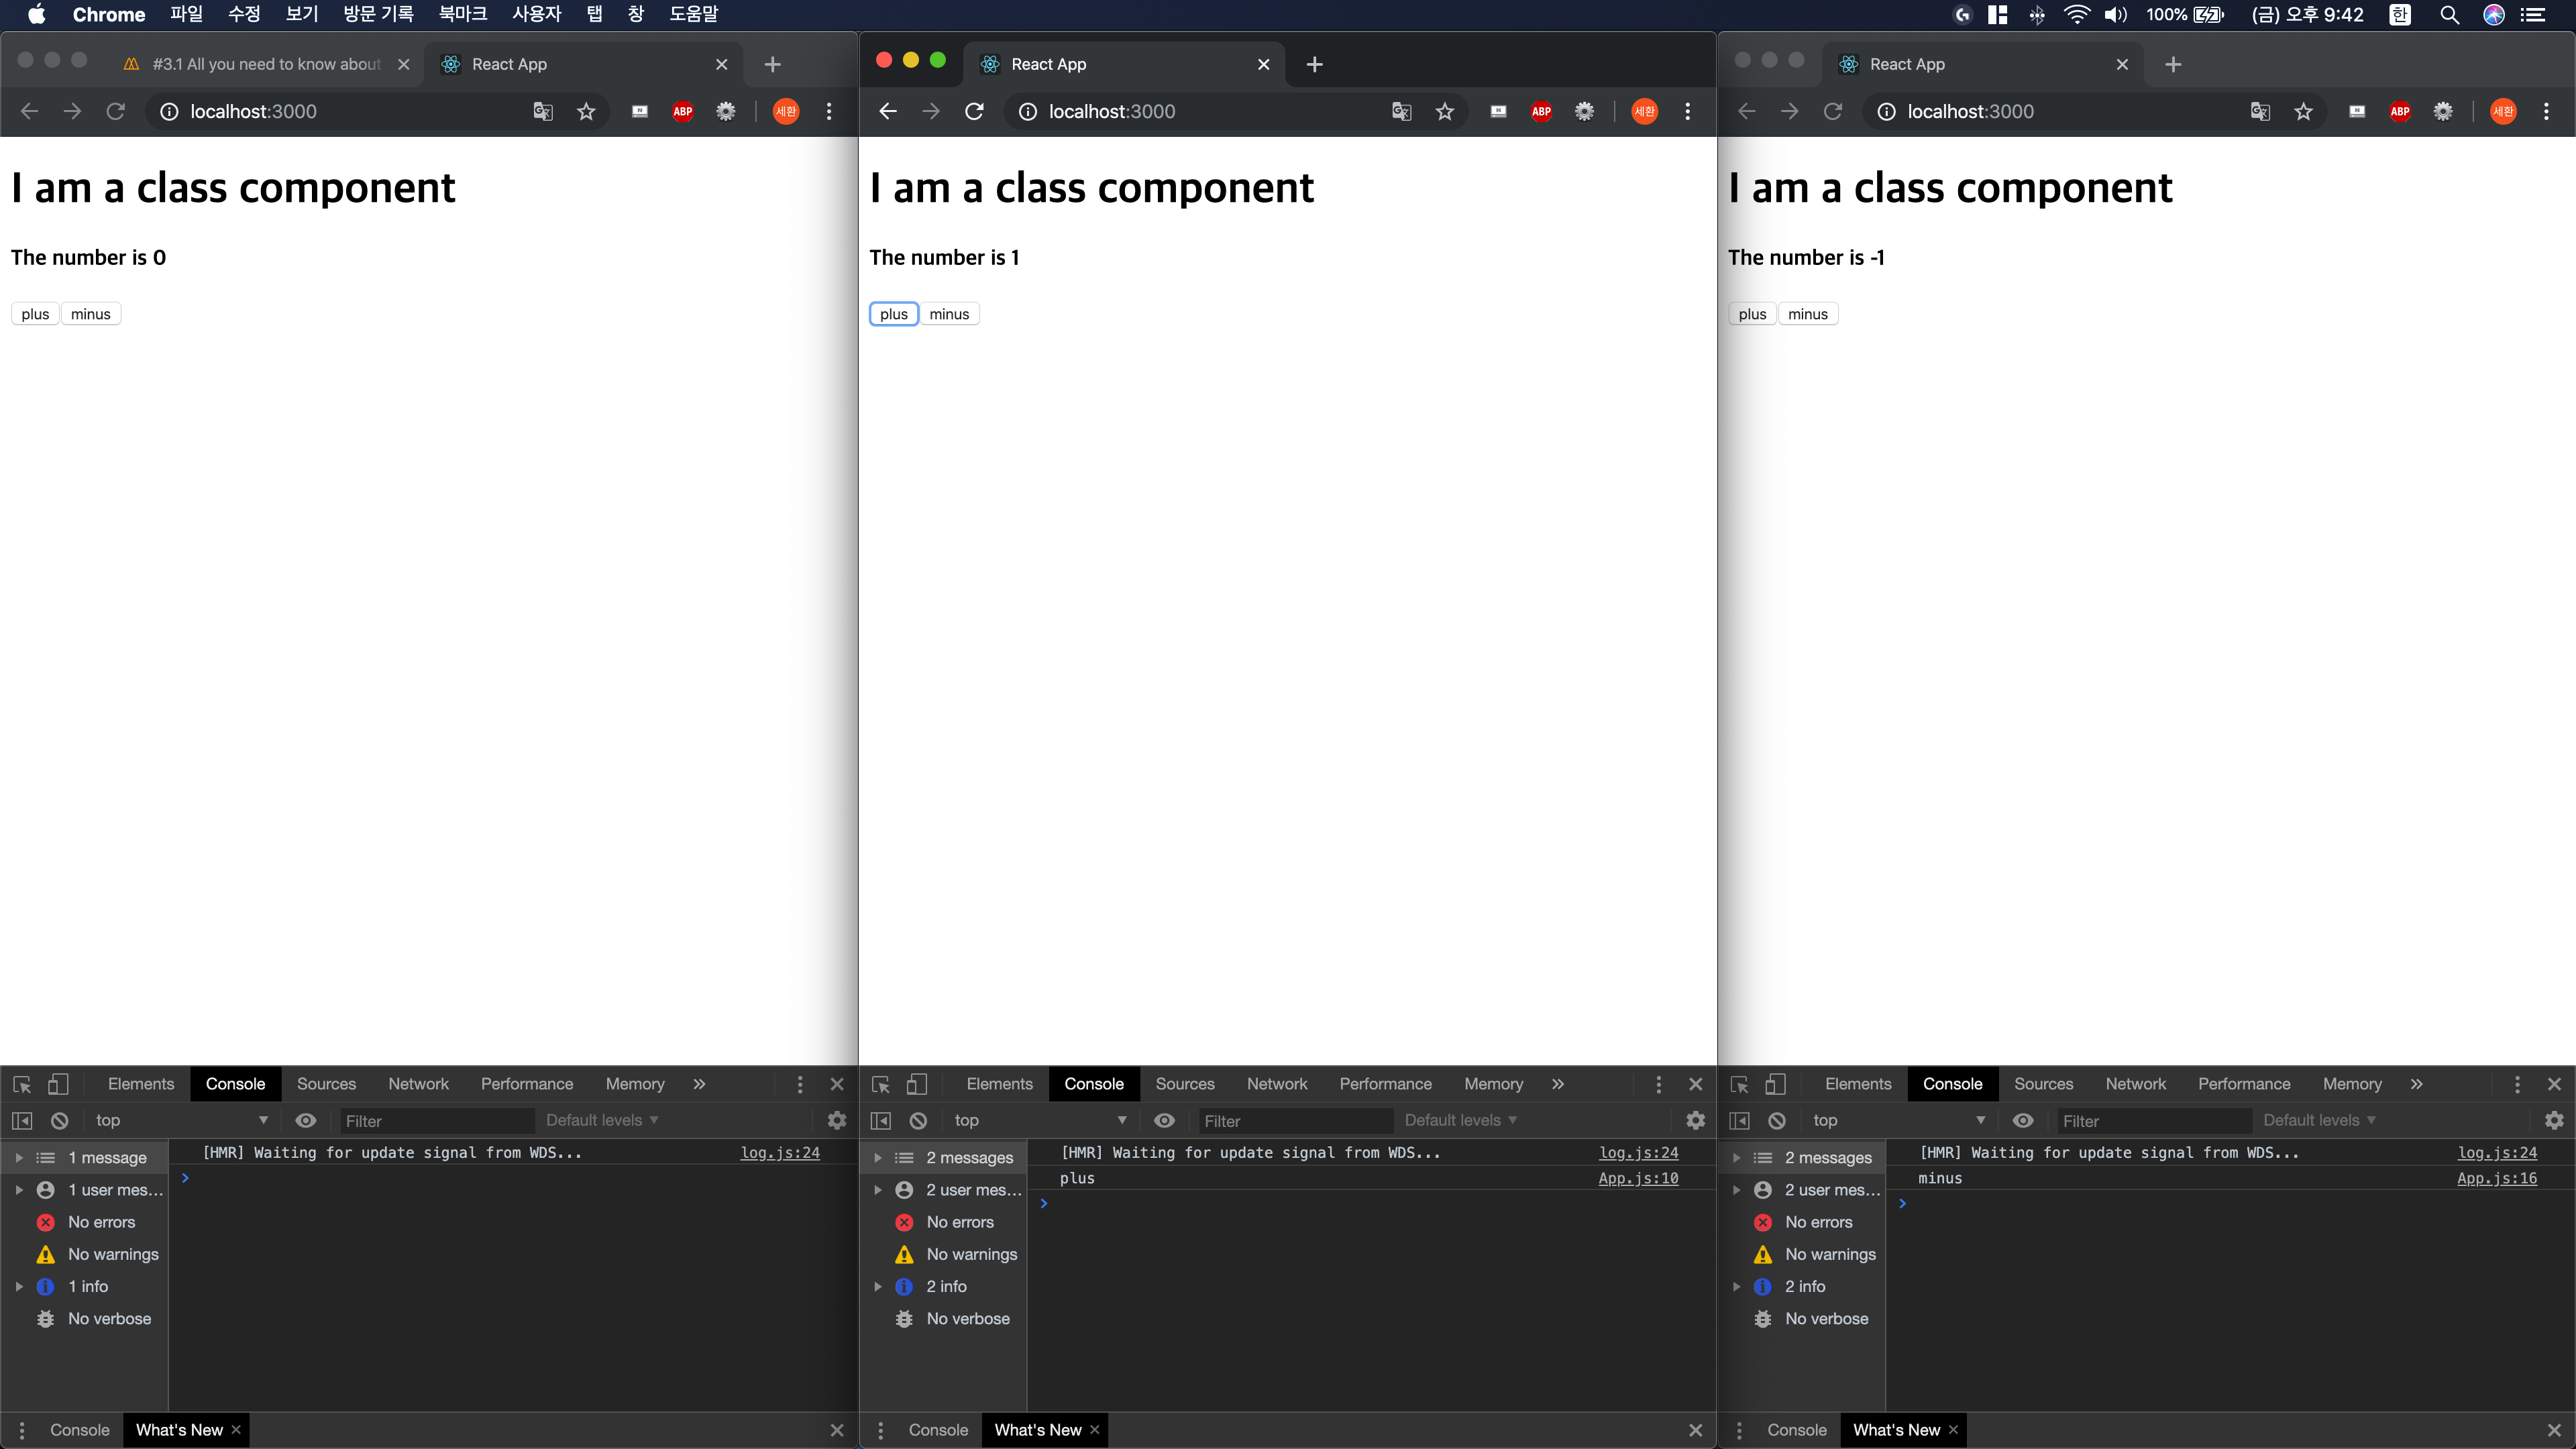 Chrome 파일 수정 보기 방문 기록 북마크 사용자 탭 창 도움말 100% (금) 오후 9:42 한
#3.1 All you need to know about
React App
localhost:3000
ABP
세환
I am a class component
The number is 0
plus minus
Elements Console Sources Network Performance Memory »
top Filter Default levels
1 message
1 user mes...
No errors
No warnings
1 info
No verbose
[HMR] Waiting for update signal from WDS... log.js:24
Console What's New
React App
localhost:3000
ABP
세환
I am a class component
The number is 1
plus minus
Elements Console Sources Network Performance Memory »
top Filter Default levels
2 messages
2 user mes...
No errors
No warnings
2 info
No verbose
[HMR] Waiting for update signal from WDS... log.js:24
plus App.js:10
Console What's New
React App
localhost:3000
ABP
세환
I am a class component
The number is -1
plus minus
Elements Console Sources Network Performance Memory »
top Filter Default levels
2 messages
2 user mes...
No errors
No warnings
2 info
No verbose
[HMR] Waiting for update signal from WDS... log.js:24
minus App.js:16
Console What's New